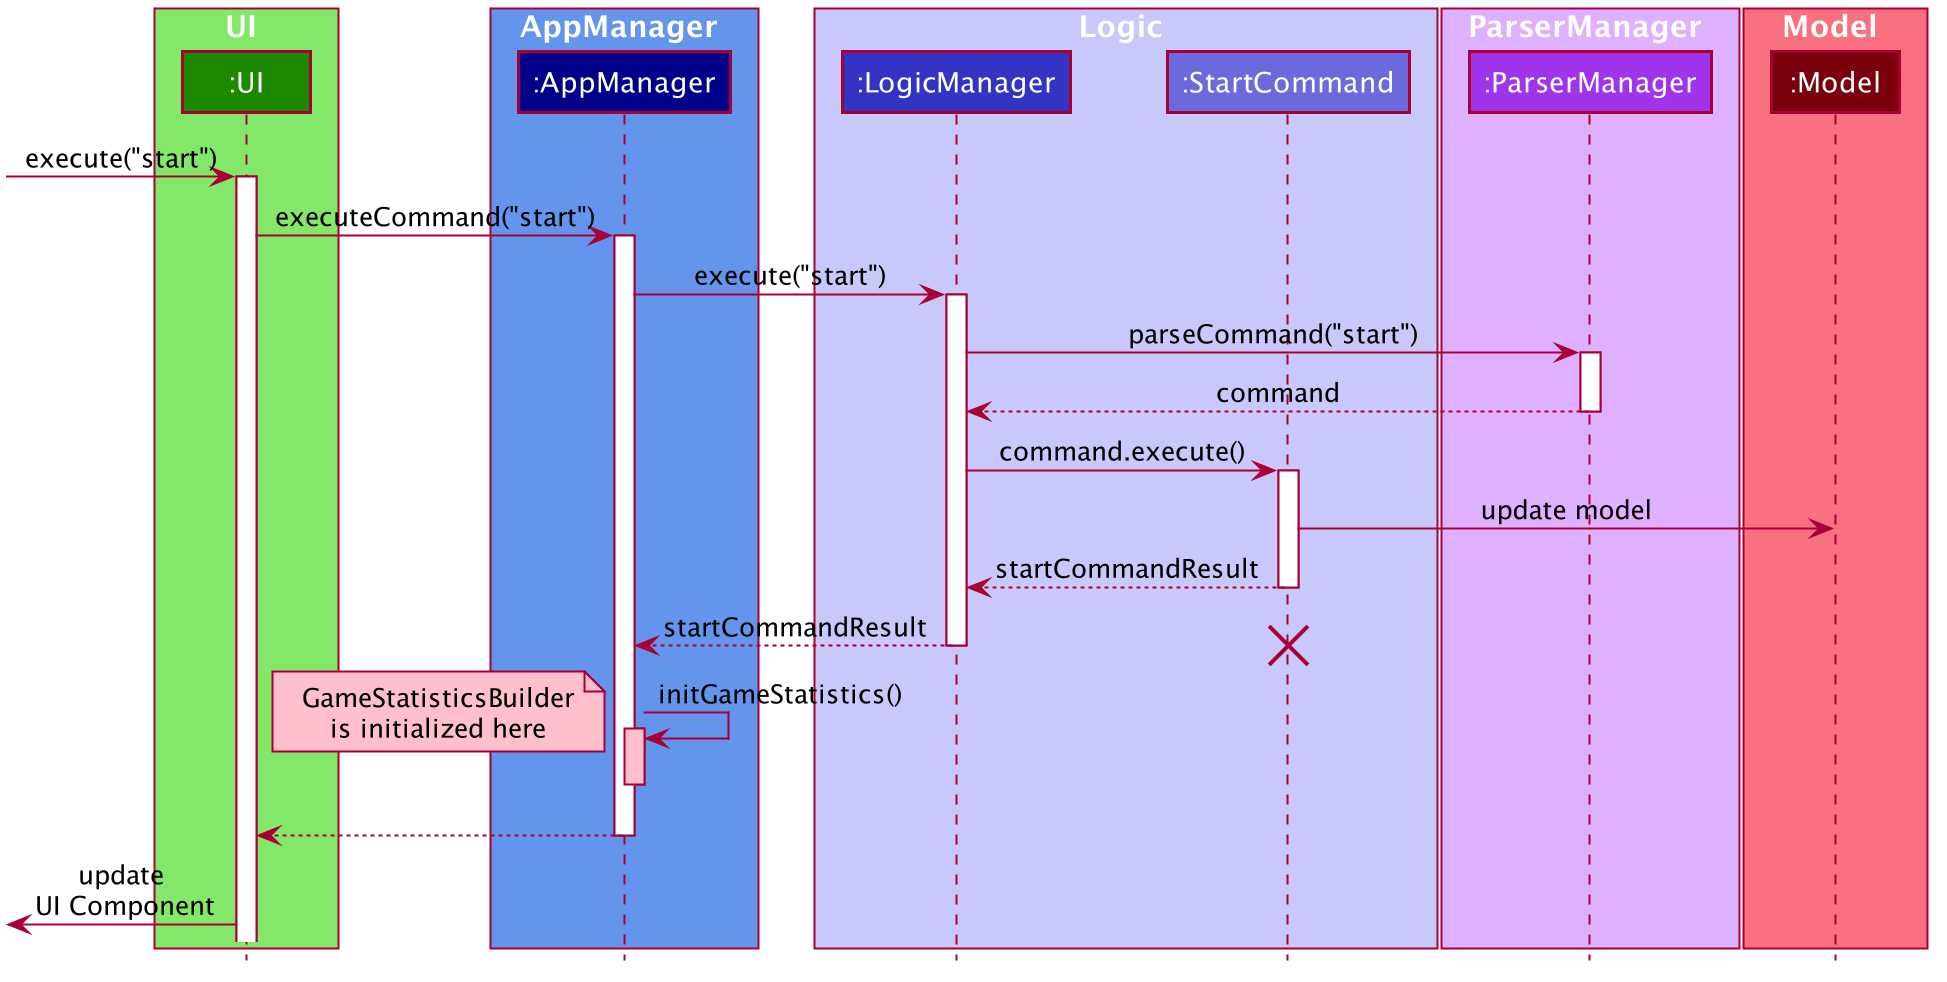 UI
AppManager
Logic
ParserManager
Model
:UI
:AppManager
:LogicManager
:StartCommand
:ParserManager
:Model
execute("start")
executeCommand("start")
execute("start")
parseCommand("start")
command
command.execute()
update model
startCommandResult
startCommandResult
GameStatisticsBuilder
is initialized here
initGameStatistics()
update
UI Component